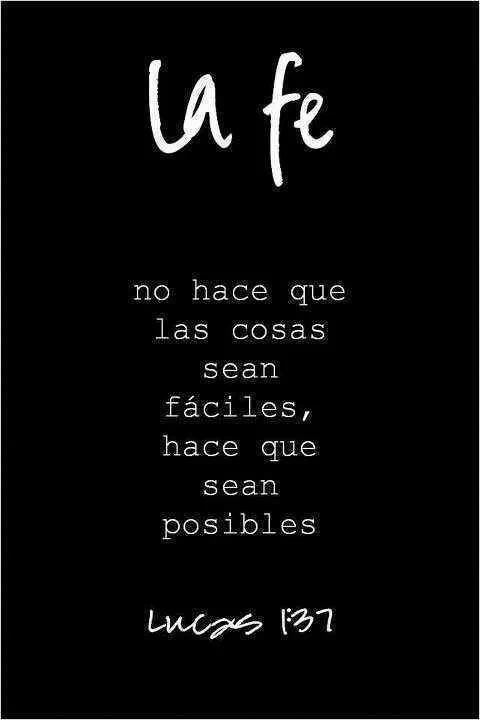 la fe
no hace que
las cosas
sean
fáciles,
hace que
sean
posibles
Lucas 1:37